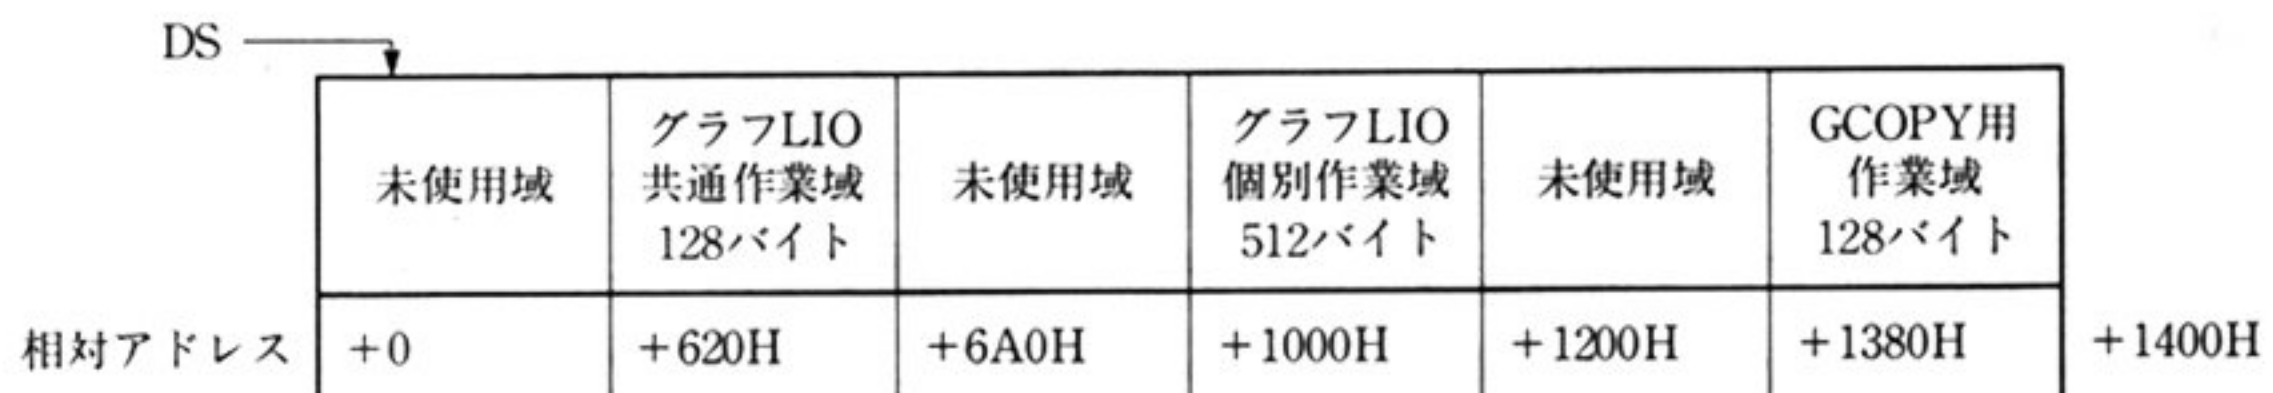 DS
未使用域
グラフLIO
共通作業域
128バイト
未使用域
グラフLIO
個別作業域
512バイト
未使用域
GCOPY用
作業域
128バイト
相対アドレス +0 +620H +6A0H +1000H +1200H +1380H +1400H